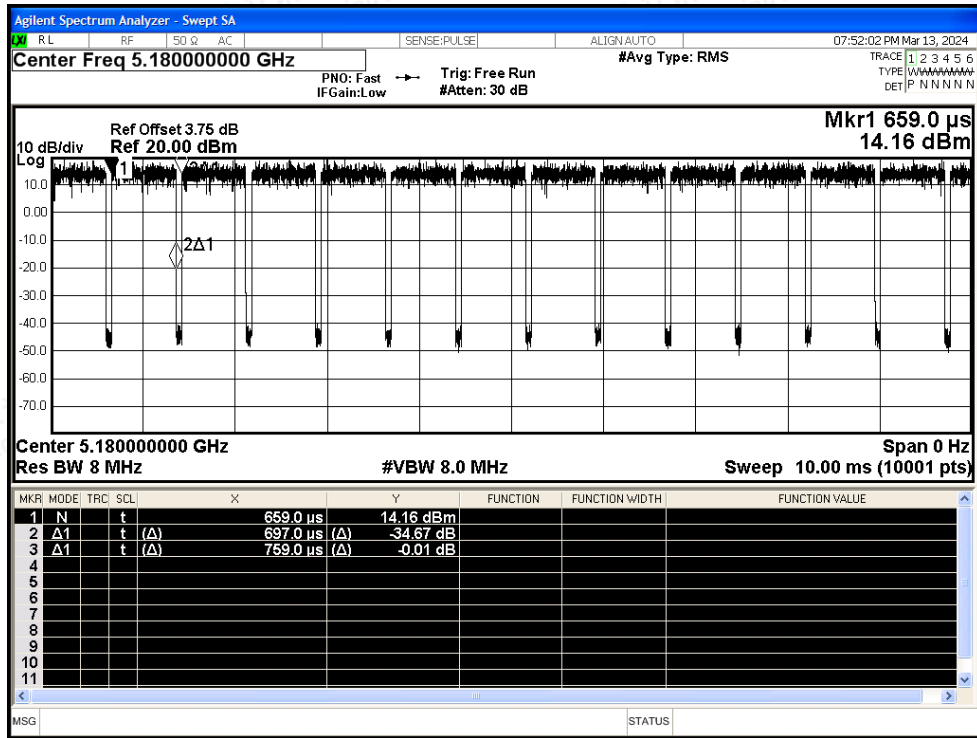 Agilent Spectrum Analyzer - Swept SA
LXI RL RF 50 Ω AC SENSE:PULSE ALIGN AUTO 07:52:02 PM Mar 13, 2024
Center Freq 5.180000000 GHz
#Avg Type: RMS
TRACE 1 2 3 4 5 6
PNO: Fast Trig: Free Run
TYPE WWWWWW
IFGain:Low #Atten: 30 dB
DET P N N N N N
Mkr1 659.0 µs
Ref Offset 3.75 dB
10 dB/div Ref 20.00 dBm
14.16 dBm
Log
1
10.0
0.00
-10.0
2Δ1
-20.0
-30.0
-40.0
-50.0
-60.0
-70.0
Center 5.180000000 GHz Span 0 Hz
Res BW 8 MHz #VBW 8.0 MHz Sweep 10.00 ms (10001 pts)
MKR MODE TRC SCL X Y FUNCTION FUNCTION WIDTH FUNCTION VALUE
1 N t 659.0 µs 14.16 dBm
2 Δ1 t (Δ) 697.0 µs (Δ) -34.67 dB
3 Δ1 t (Δ) 759.0 µs (Δ) -0.01 dB
4
5
6
7
8
9
10
11
MSG STATUS